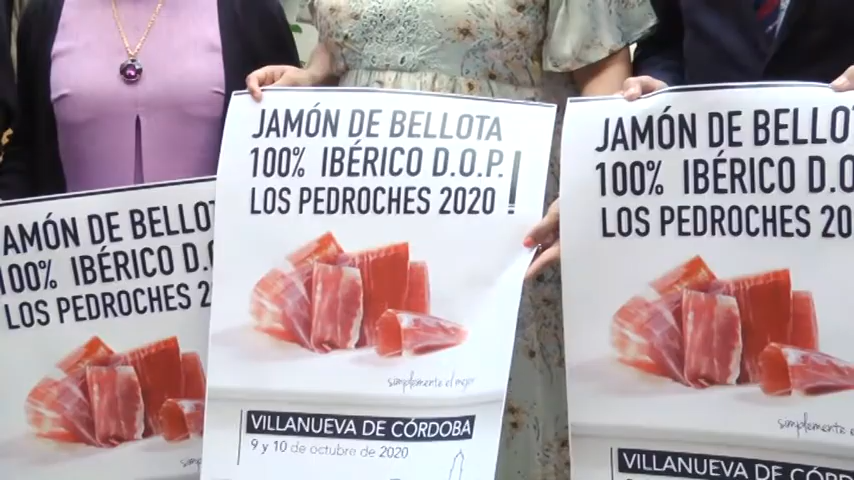 JAMÓN DE BELLOTA
100% IBÉRICO D.O.P.
LOS PEDROCHES 2020
simplemente el mejor
VILLANUEVA DE CÓRDOBA
9 y 10 de octubre de 2020
JAMÓN DE BELLOT
100% IBÉRICO D.
LOS PEDROCHES 2
JAMÓN DE BELLO
100% IBÉRICO D.O
LOS PEDROCHES 20
simplemente e
VILLANUEVA DE CÓRD